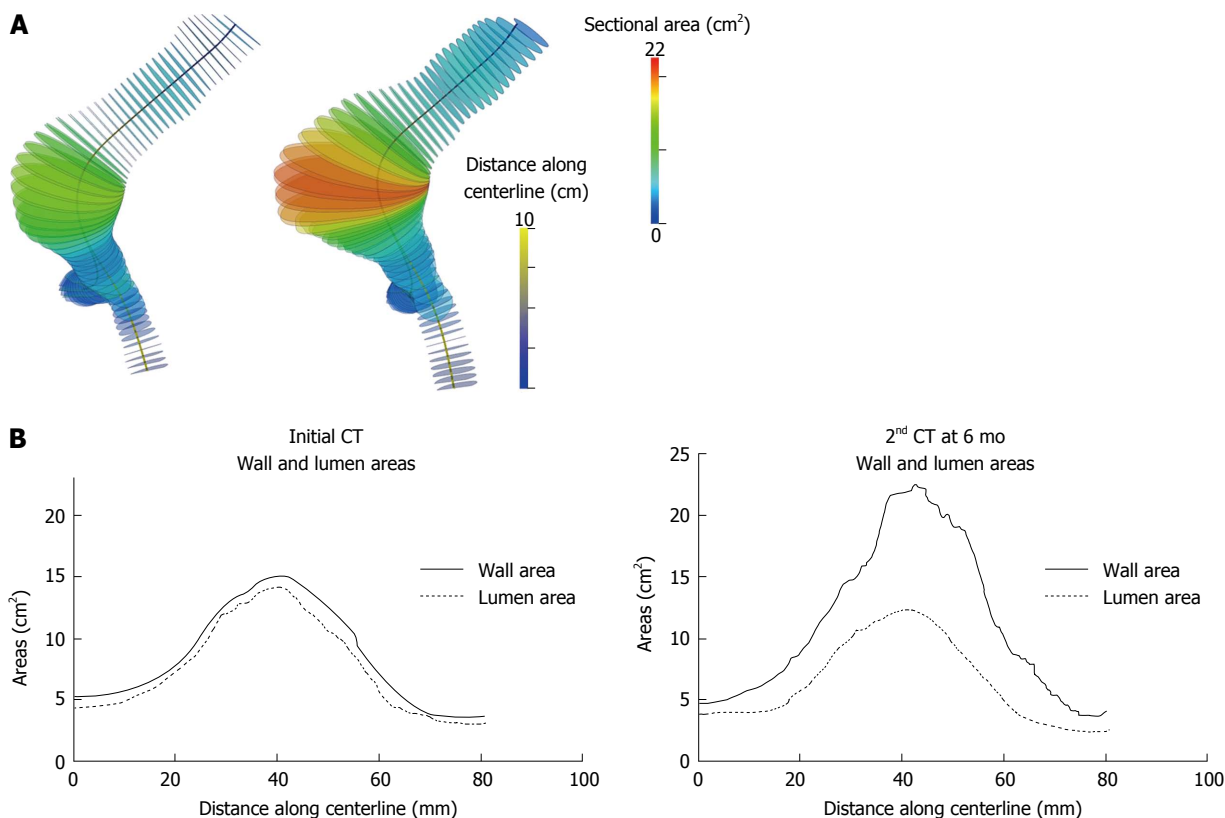 A
Sectional area (cm²)
22
0
Distance along
centerline (cm)
10
B
Initial CT
Wall and lumen areas
Areas (cm²)
20
15
10
5
0
Wall area
Lumen area
0 20 40 60 80 100
Distance along centerline (mm)
2nd CT at 6 mo
Wall and lumen areas
Areas (cm²)
25
20
15
10
5
0
Wall area
Lumen area
0 20 40 60 80 100
Distance along centerline (mm)